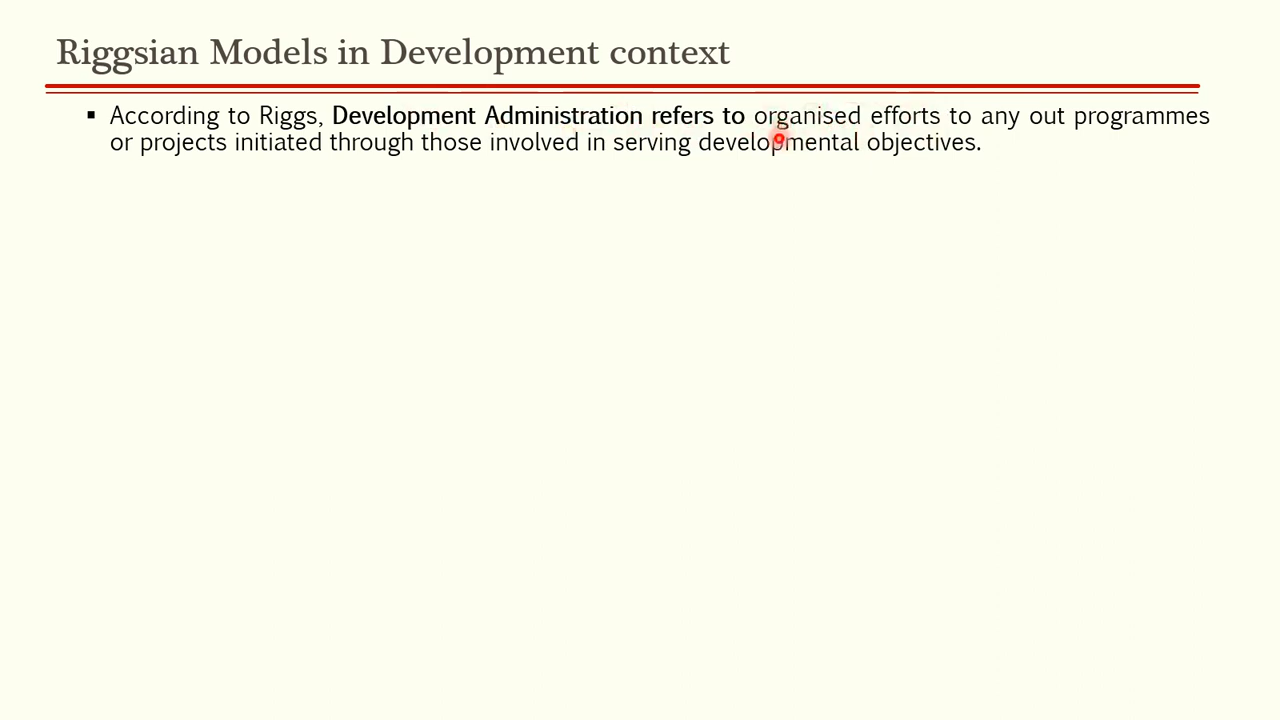 Riggsian Models in Development context
▪ According to Riggs, Development Administration refers to organised efforts to any out programmes
or projects initiated through those involved in serving developmental objectives.